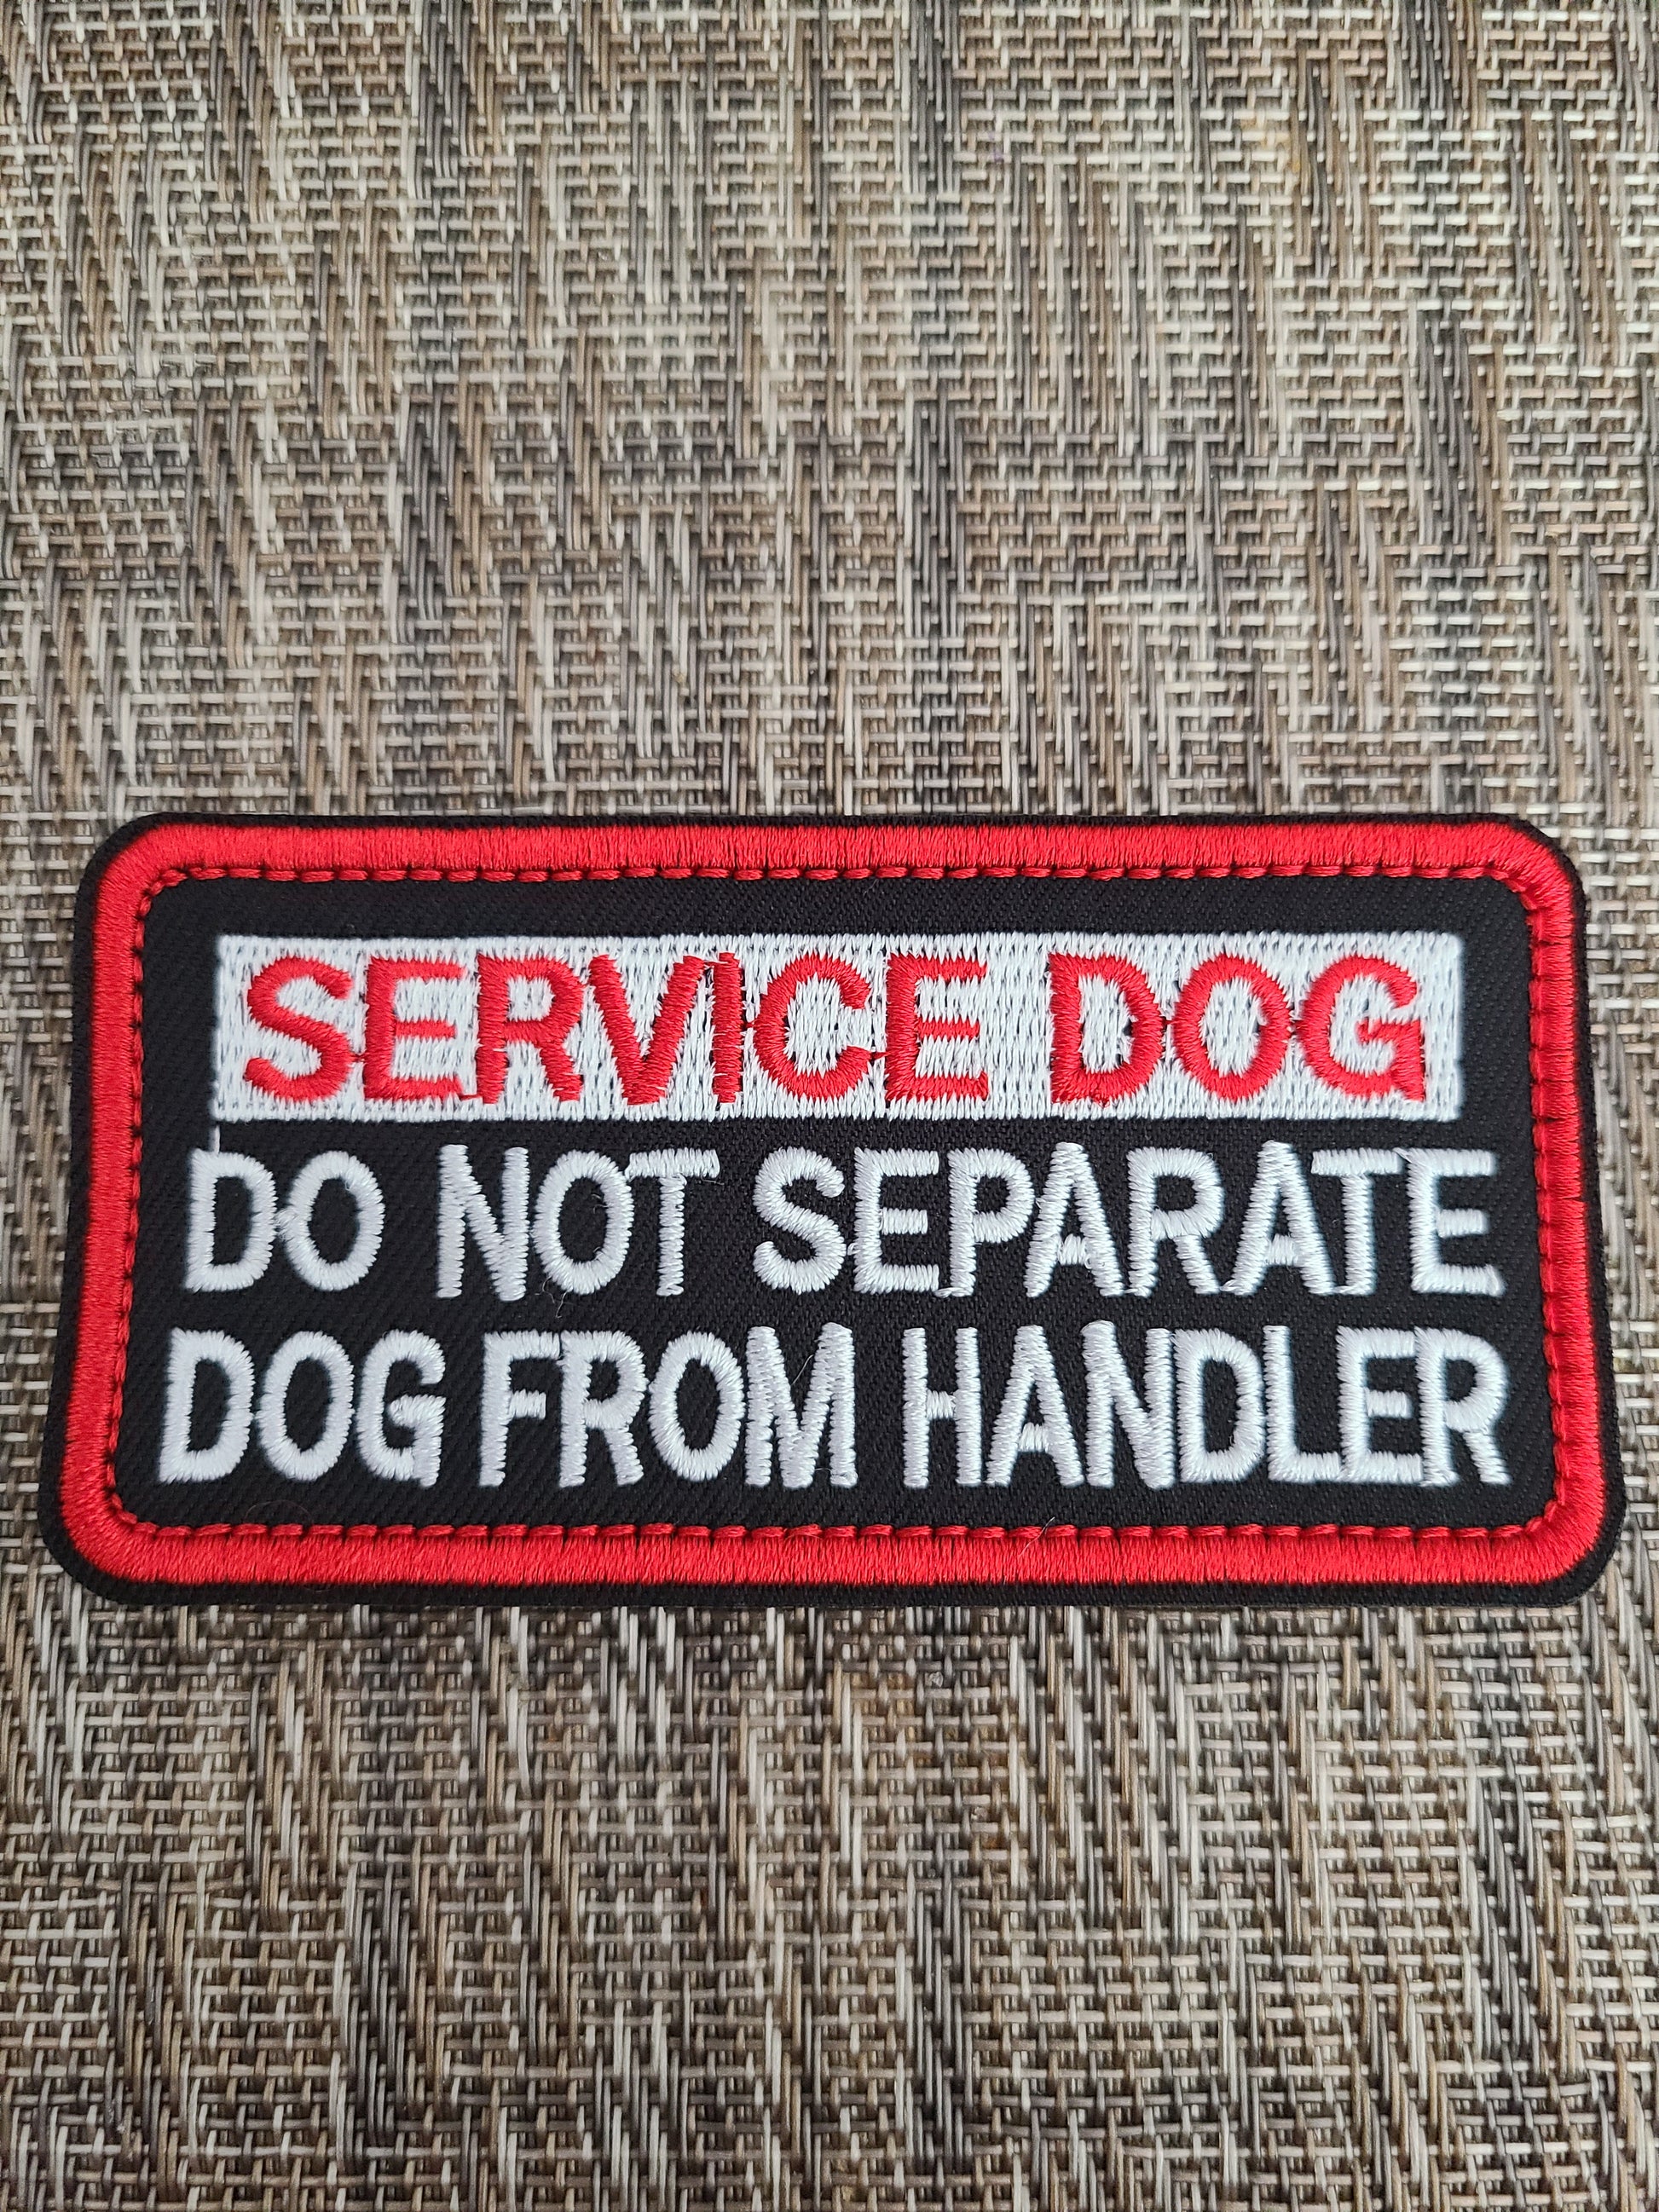 SERVICE DOG
DO NOT SEPARATE
DOG FROM HANDLER